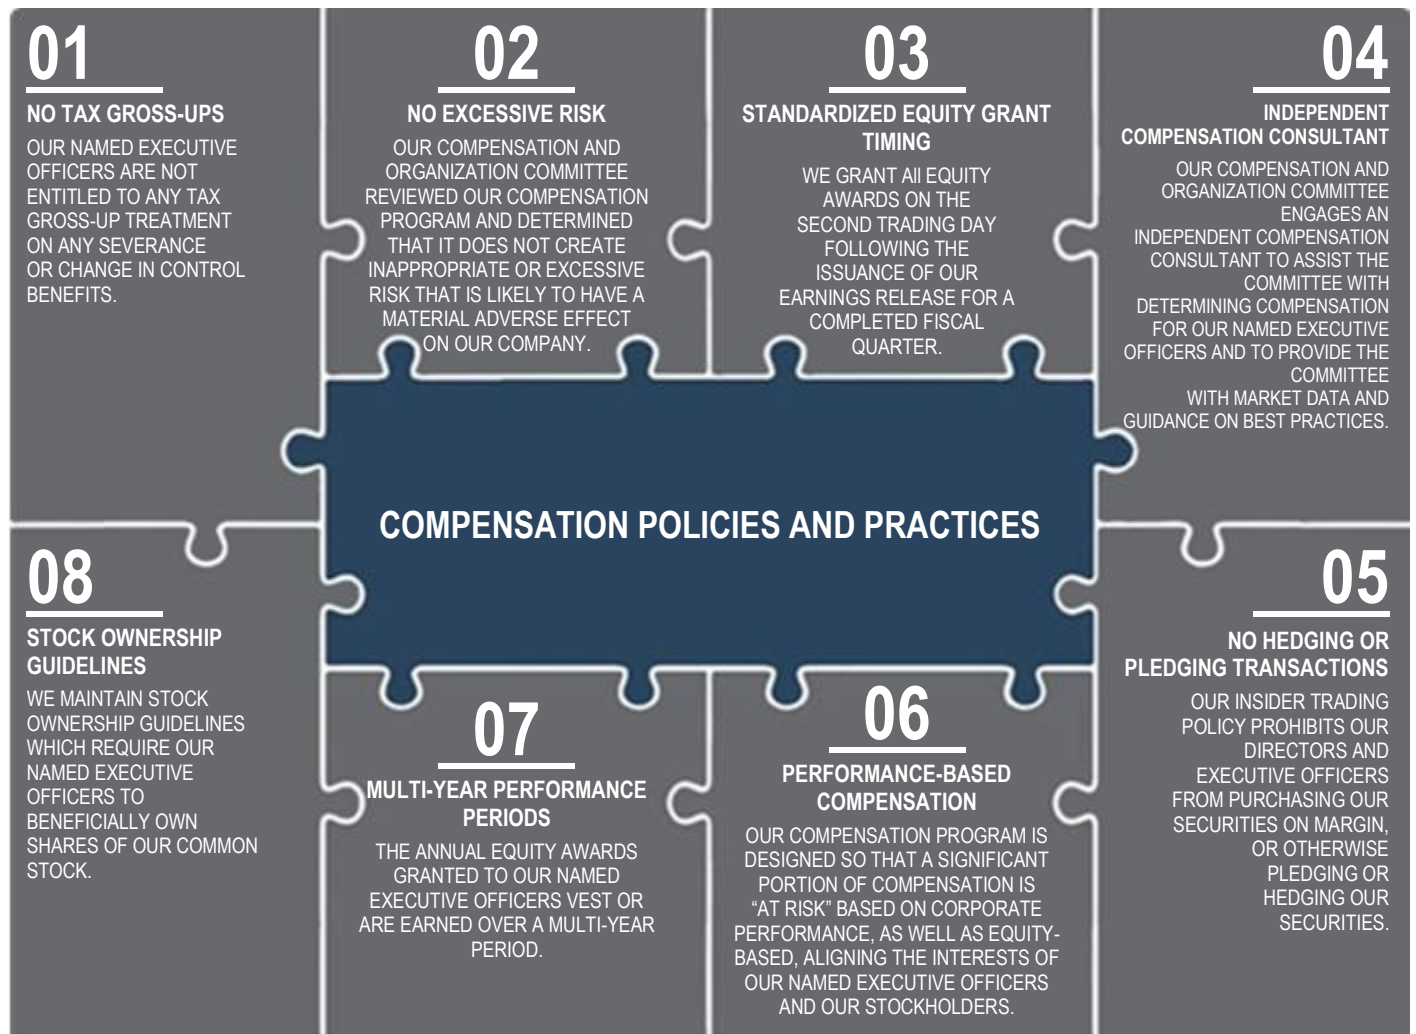 01
NO TAX GROSS-UPS
OUR NAMED EXECUTIVE
OFFICERS ARE NOT
ENTITLED TO ANY TAX
GROSS-UP TREATMENT
ON ANY SEVERANCE
OR CHANGE IN CONTROL
BENEFITS.
02
NO EXCESSIVE RISK
OUR COMPENSATION AND
ORGANIZATION COMMITTEE
REVIEWED OUR COMPENSATION
PROGRAM AND DETERMINED
THAT IT DOES NOT CREATE
INAPPROPRIATE OR EXCESSIVE
RISK THAT IS LIKELY TO HAVE A
MATERIAL ADVERSE EFFECT
ON OUR COMPANY.
03
STANDARDIZED EQUITY GRANT
TIMING
WE GRANT All EQUITY
AWARDS ON THE
SECOND TRADING DAY
FOLLOWING THE
ISSUANCE OF OUR
EARNINGS RELEASE FOR A
COMPLETED FISCAL
QUARTER.
04
INDEPENDENT
COMPENSATION CONSULTANT
OUR COMPENSATION AND
ORGANIZATION COMMITTEE
ENGAGES AN
INDEPENDENT COMPENSATION
CONSULTANT TO ASSIST THE
COMMITTEE WITH
DETERMINING COMPENSATION
FOR OUR NAMED EXECUTIVE
OFFICERS AND TO PROVIDE THE
COMMITTEE
WITH MARKET DATA AND
GUIDANCE ON BEST PRACTICES.
COMPENSATION POLICIES AND PRACTICES
05
NO HEDGING OR
PLEDGING TRANSACTIONS
OUR INSIDER TRADING
POLICY PROHIBITS OUR
DIRECTORS AND
EXECUTIVE OFFICERS
FROM PURCHASING OUR
SECURITIES ON MARGIN,
OR OTHERWISE
PLEDGING OR
HEDGING OUR
SECURITIES.
06
PERFORMANCE-BASED
COMPENSATION
OUR COMPENSATION PROGRAM IS
DESIGNED SO THAT A SIGNIFICANT
PORTION OF COMPENSATION IS
“AT RISK” BASED ON CORPORATE
PERFORMANCE, AS WELL AS EQUITY-
BASED, ALIGNING THE INTERESTS OF
OUR NAMED EXECUTIVE OFFICERS
AND OUR STOCKHOLDERS.
07
MULTI-YEAR PERFORMANCE
PERIODS
THE ANNUAL EQUITY AWARDS
GRANTED TO OUR NAMED
EXECUTIVE OFFICERS VEST OR
ARE EARNED OVER A MULTI-YEAR
PERIOD.
08
STOCK OWNERSHIP
GUIDELINES
WE MAINTAIN STOCK
OWNERSHIP GUIDELINES
WHICH REQUIRE OUR
NAMED EXECUTIVE
OFFICERS TO
BENEFICIALLY OWN
SHARES OF OUR COMMON
STOCK.